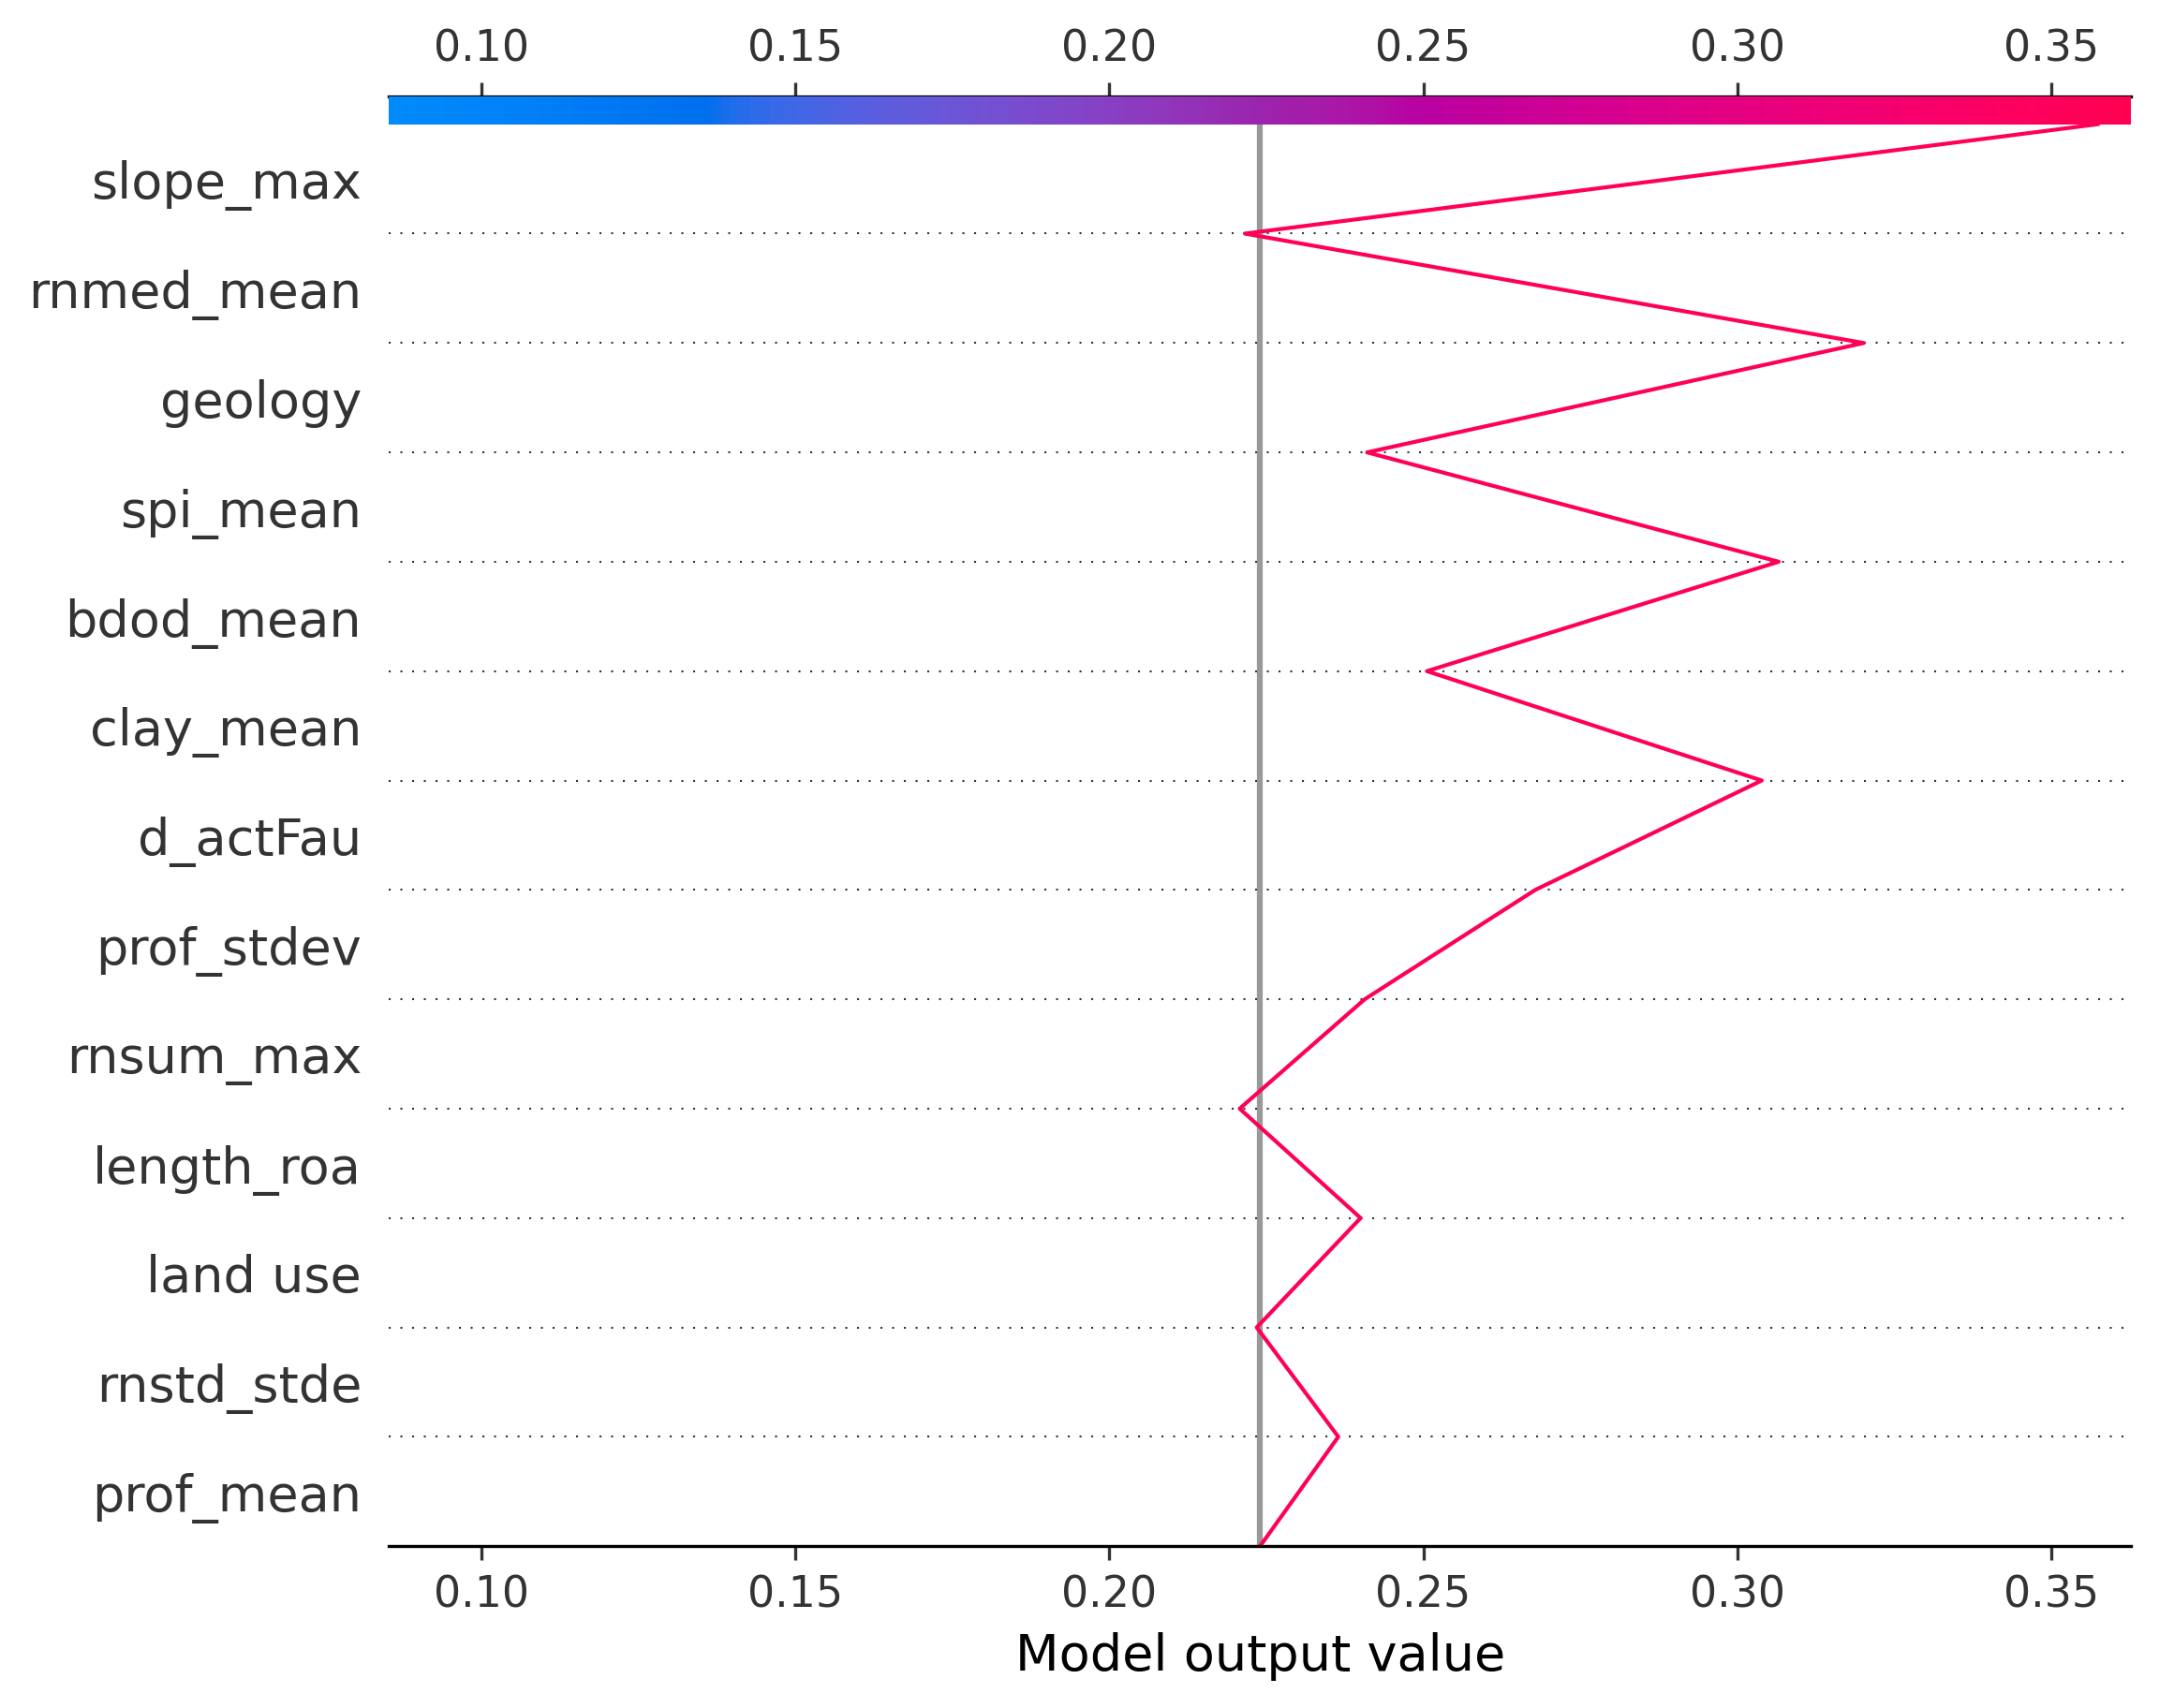 0.10 0.15 0.20 0.25 0.30 0.35
slope_max
rnmed_mean
geology
spi_mean
bdod_mean
clay_mean
d_actFau
prof_stdev
rnsum_max
length_roa
land use
rnstd_stde
prof_mean
0.10 0.15 0.20 0.25 0.30 0.35
Model output value